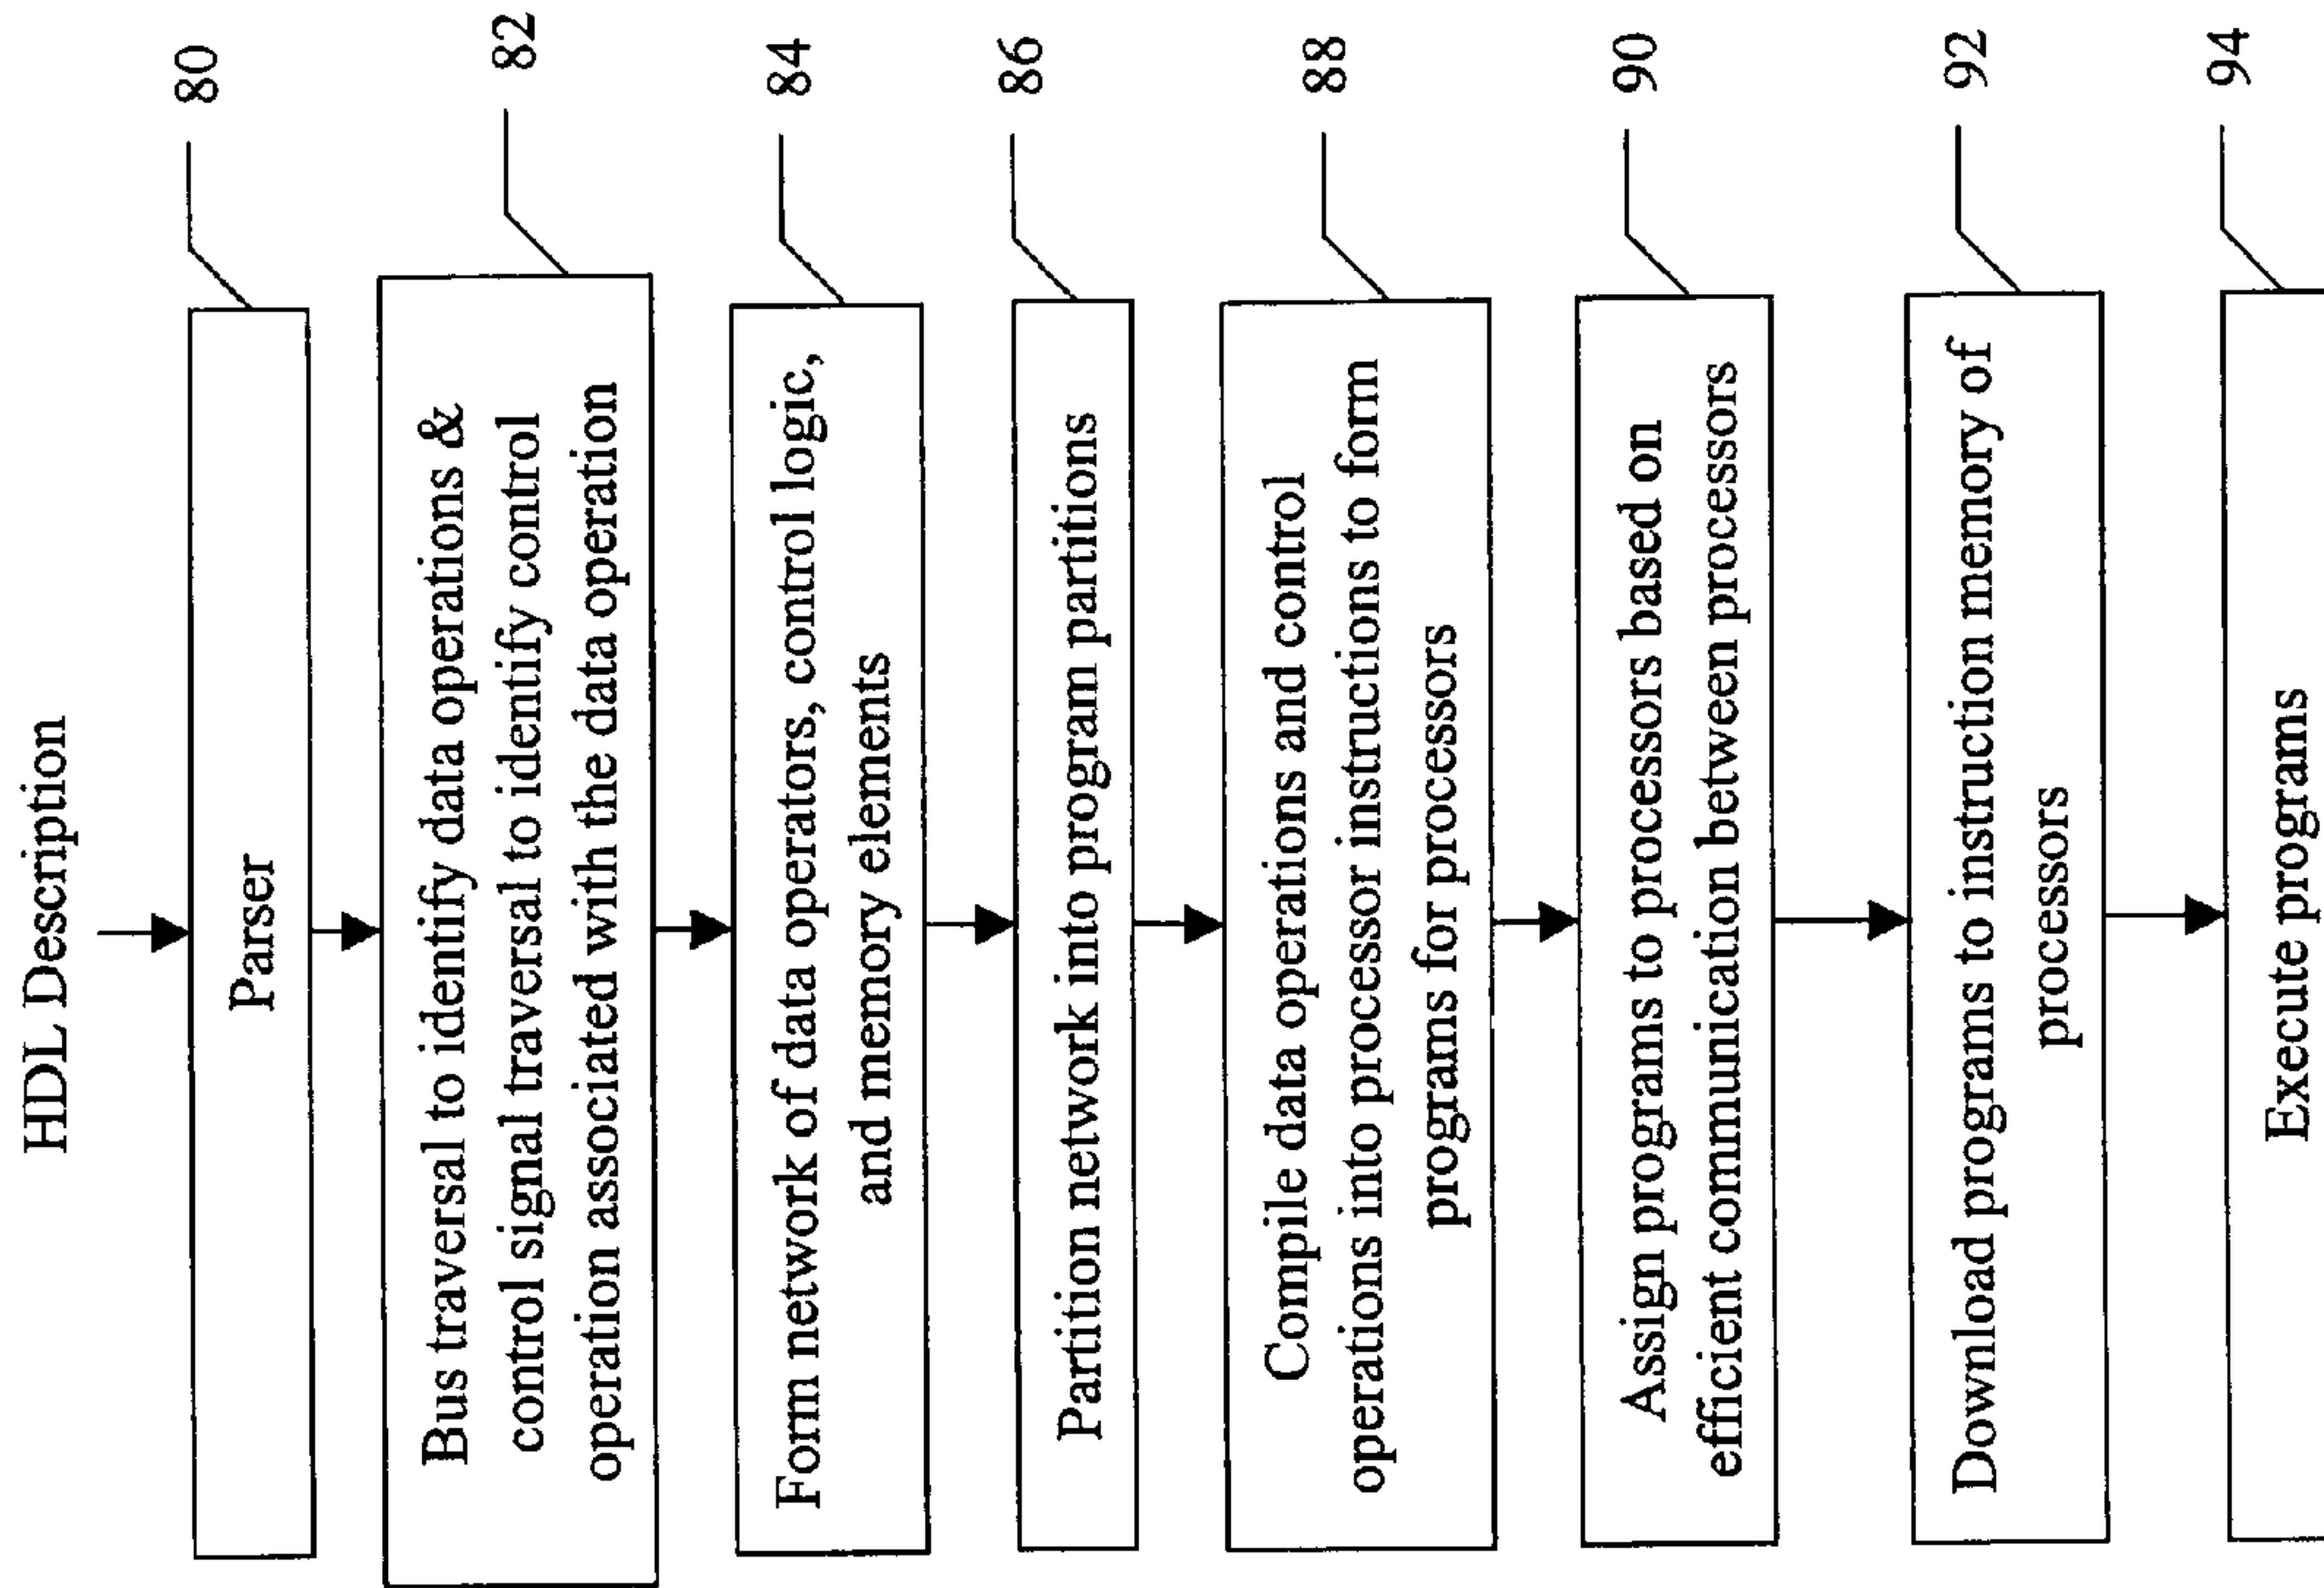 HDL Description
Parser
80
Bus traversal to identify data operations &
control signal traversal to identify control
operation associated with the data operation
82
Form network of data operators, control logic,
and memory elements
84
Partition network into program partitions
86
Compile data operations and control
operations into processor instructions to form
programs for processors
88
Assign programs to processors based on
efficient communication between processors
90
Download programs to instruction memory of
processors
92
Execute programs
94